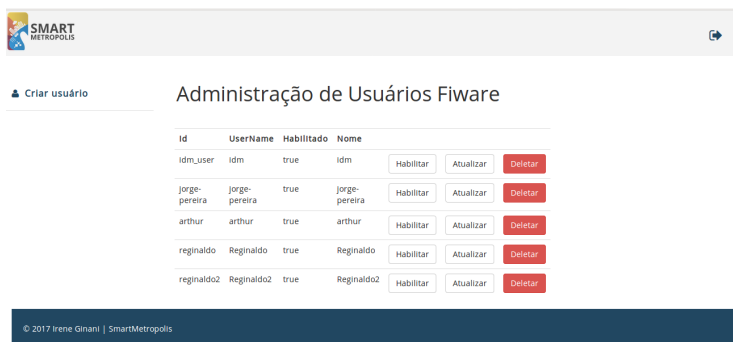 SMART
METROPOLIS
Criar usuário
Administração de Usuários Fiware
Id UserName Habilitado Nome
idm_user idm true idm Habilitar Atualizar Deletar
jorge-pereira jorge-pereira true jorge-pereira Habilitar Atualizar Deletar
arthur arthur true arthur Habilitar Atualizar Deletar
reginaldo Reginaldo true Reginaldo Habilitar Atualizar Deletar
reginaldo2 Reginaldo2 true Reginaldo2 Habilitar Atualizar Deletar
© 2017 Irene Ginani | SmartMetropolis